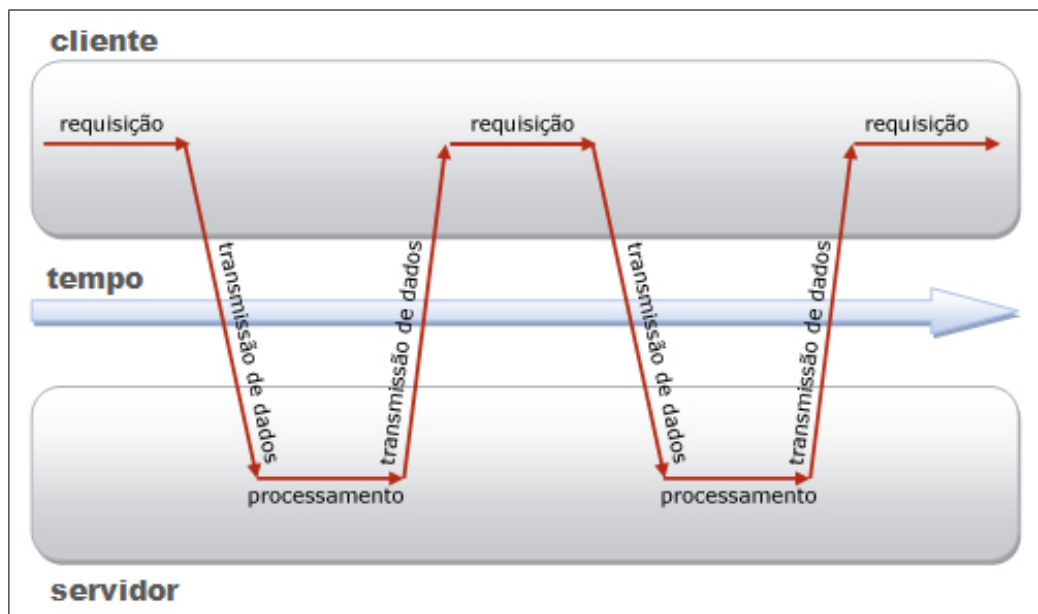 cliente
requisição
requisição
requisição
transmissão de dados
transmissão de dados
transmissão de dados
transmissão de dados
tempo
processamento
processamento
servidor